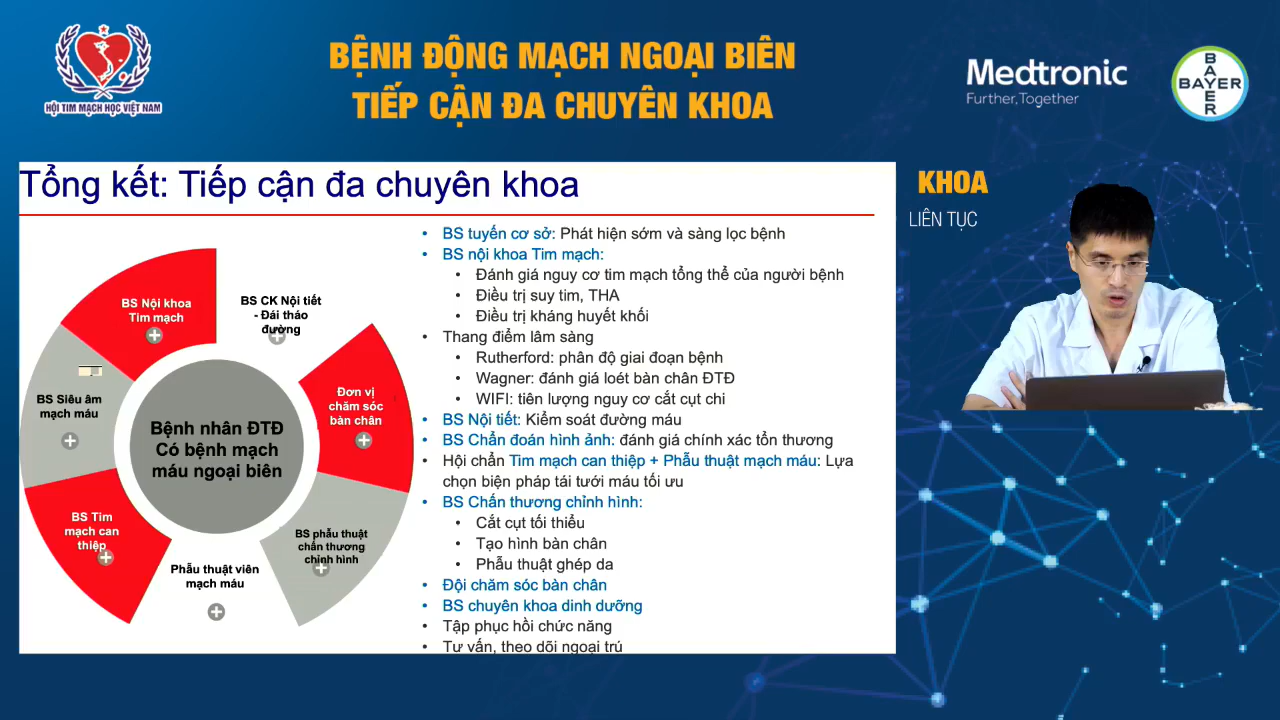 HỘI TIM MẠCH HỌC VIỆT NAM
BỆNH ĐỘNG MẠCH NGOẠI BIÊN
TIẾP CẬN ĐA CHUYÊN KHOA
Medtronic
Further, Together
BAYER
BAYER
Tổng kết: Tiếp cận đa chuyên khoa
KHOA
LIÊN TỤC
BS Nội khoa
Tim mạch
BS CK Nội tiết
- Đái tháo
đường
Đơn vị
chăm sóc
bàn chân
BS phẫu thuật
chấn thương
chỉnh hình
Phẫu thuật viên
mạch máu
BS Tim
mạch can
thiệp
BS Siêu âm
mạch máu
Bệnh nhân ĐTĐ
Có bệnh mạch
máu ngoại biên
• BS tuyến cơ sở: Phát hiện sớm và sàng lọc bệnh
• BS nội khoa Tim mạch:
• Đánh giá nguy cơ tim mạch tổng thể của người bệnh
• Điều trị suy tim, THA
• Điều trị kháng huyết khối
• Thang điểm lâm sàng
• Rutherford: phân độ giai đoạn bệnh
• Wagner: đánh giá loét bàn chân ĐTĐ
• WIFI: tiên lượng nguy cơ cắt cụt chi
• BS Nội tiết: Kiểm soát đường máu
• BS Chẩn đoán hình ảnh: đánh giá chính xác tổn thương
• Hội chẩn Tim mạch can thiệp + Phẫu thuật mạch máu: Lựa
chọn biện pháp tái tưới máu tối ưu
• BS Chấn thương chỉnh hình:
• Cắt cụt tối thiểu
• Tạo hình bàn chân
• Phẫu thuật ghép da
• Đội chăm sóc bàn chân
• BS chuyên khoa dinh dưỡng
• Tập phục hồi chức năng
• Tư vấn, theo dõi ngoại trú